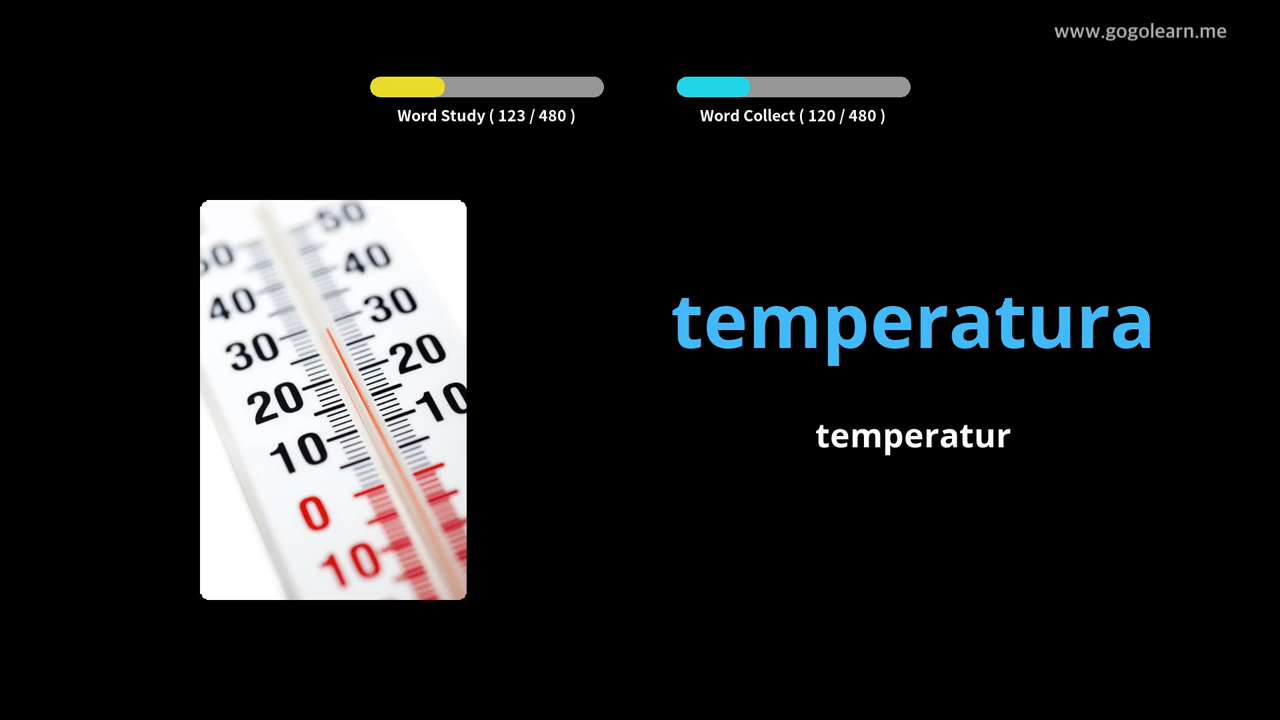 www.gogolearn.me
Word Study ( 123 / 480 )
Word Collect ( 120 / 480 )
50
40
40
30
30
20
20
10
10
0
10
temperatura
temperatur